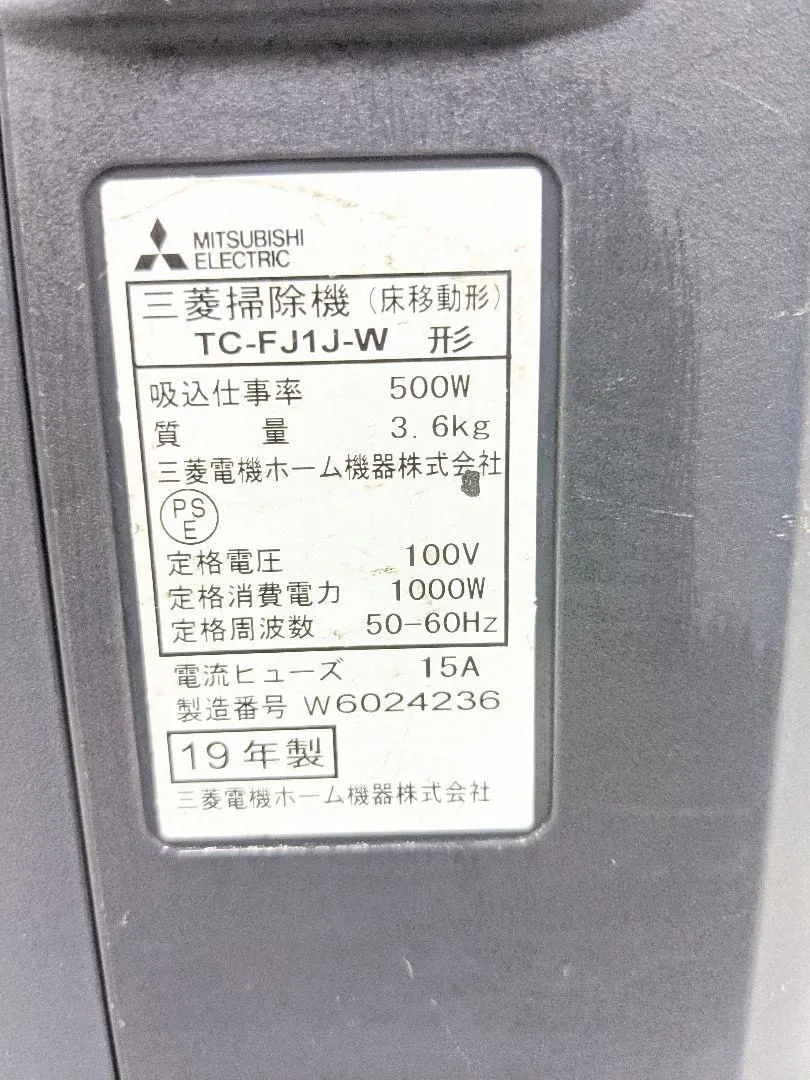 MITSUBISHI
ELECTRIC
三菱掃除機（床移動形）
TC-FJ1J-W 形
吸込仕事率 500W
質量 3.6kg
三菱電機ホーム機器株式会社
PS
E
定格電圧 100V
定格消費電力 1000W
定格周波数 50-60Hz
電流ヒューズ 15A
製造番号 W6024236
19年製
三菱電機ホーム機器株式会社